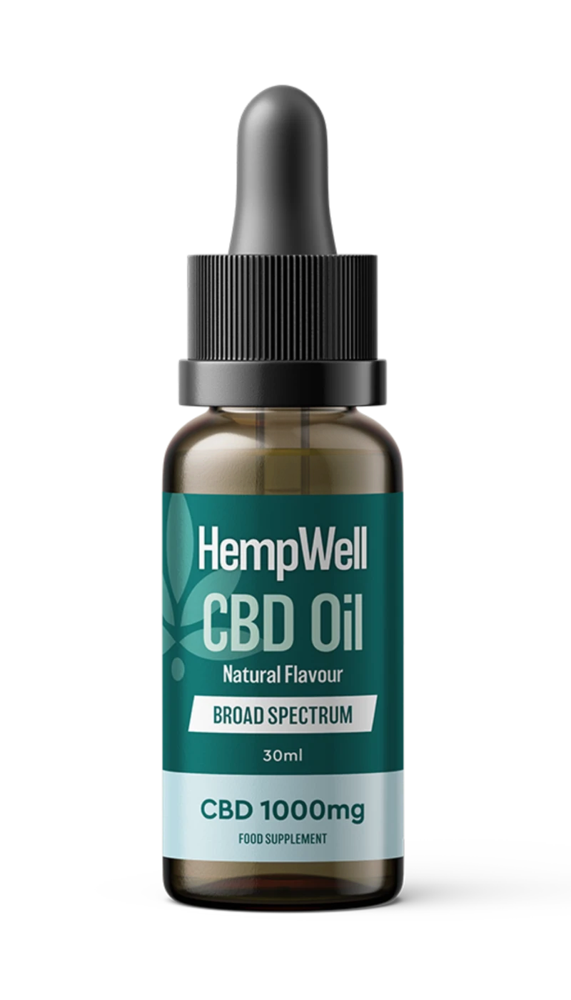 HempWell
CBD Oil
Natural Flavour
BROAD SPECTRUM
30ml
CBD 1000mg
FOOD SUPPLEMENT